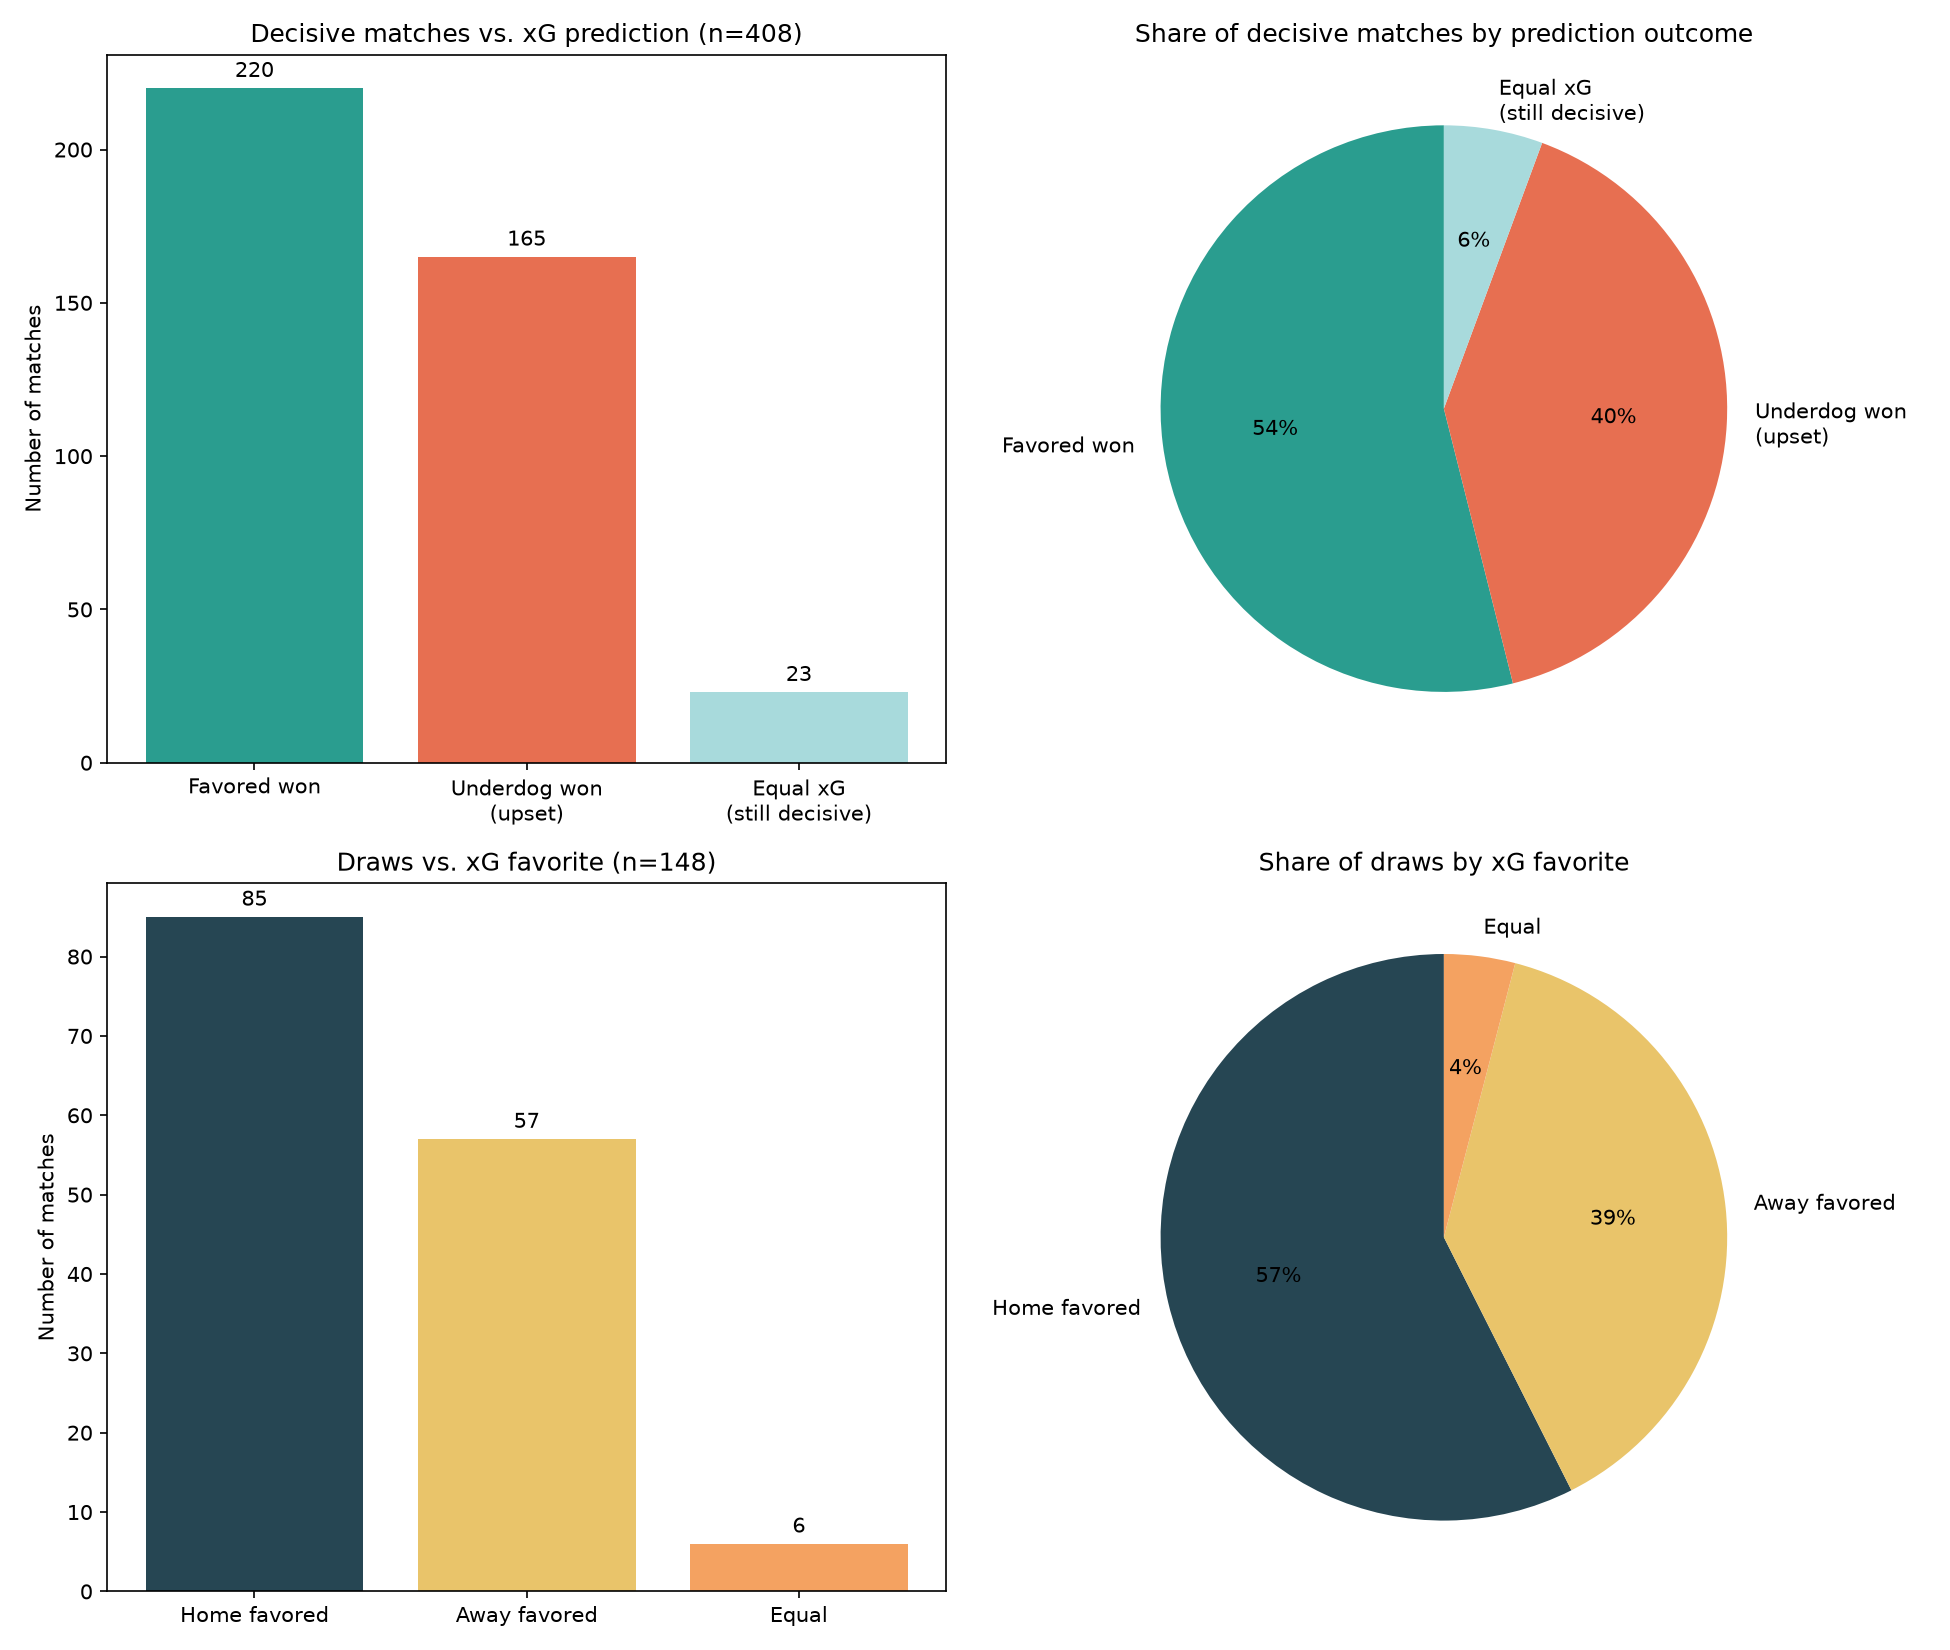 Decisive matches vs. xG prediction (n=408)
Number of matches
200
150
100
50
0
220
165
23
Favored won
Underdog won
(upset)
Equal xG
(still decisive)
Share of decisive matches by prediction outcome
Equal xG
(still decisive)
6%
54%
40%
Favored won
Underdog won
(upset)
Draws vs. xG favorite (n=148)
Number of matches
80
70
60
50
40
30
20
10
0
85
57
6
Home favored
Away favored
Equal
Share of draws by xG favorite
Equal
4%
Away favored
39%
57%
Home favored